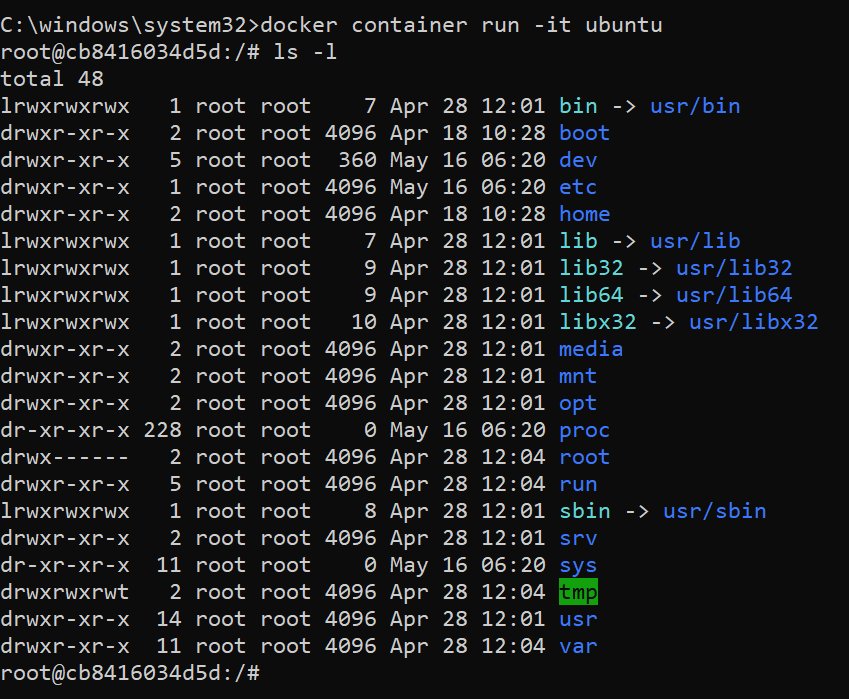 C:\windows\system32>docker container run -it ubuntu
root@cb8416034d5d:/# ls -l
total 48
lrwxrwxrwx   1 root root    7 Apr 28 12:01 bin -> usr/bin
drwxr-xr-x   2 root root 4096 Apr 18 10:28 boot
drwxr-xr-x   5 root root  360 May 16 06:20 dev
drwxr-xr-x   1 root root 4096 May 16 06:20 etc
drwxr-xr-x   2 root root 4096 Apr 18 10:28 home
lrwxrwxrwx   1 root root    7 Apr 28 12:01 lib -> usr/lib
lrwxrwxrwx   1 root root    9 Apr 28 12:01 lib32 -> usr/lib32
lrwxrwxrwx   1 root root    9 Apr 28 12:01 lib64 -> usr/lib64
lrwxrwxrwx   1 root root   10 Apr 28 12:01 libx32 -> usr/libx32
drwxr-xr-x   2 root root 4096 Apr 28 12:01 media
drwxr-xr-x   2 root root 4096 Apr 28 12:01 mnt
drwxr-xr-x   2 root root 4096 Apr 28 12:01 opt
dr-xr-xr-x 228 root root    0 May 16 06:20 proc
drwx------   2 root root 4096 Apr 28 12:04 root
drwxr-xr-x   5 root root 4096 Apr 28 12:04 run
lrwxrwxrwx   1 root root    8 Apr 28 12:01 sbin -> usr/sbin
drwxr-xr-x   2 root root 4096 Apr 28 12:01 srv
dr-xr-xr-x  11 root root    0 May 16 06:20 sys
drwxrwxrwt   2 root root 4096 Apr 28 12:04 tmp
drwxr-xr-x  14 root root 4096 Apr 28 12:01 usr
drwxr-xr-x  11 root root 4096 Apr 28 12:04 var
root@cb8416034d5d:/#